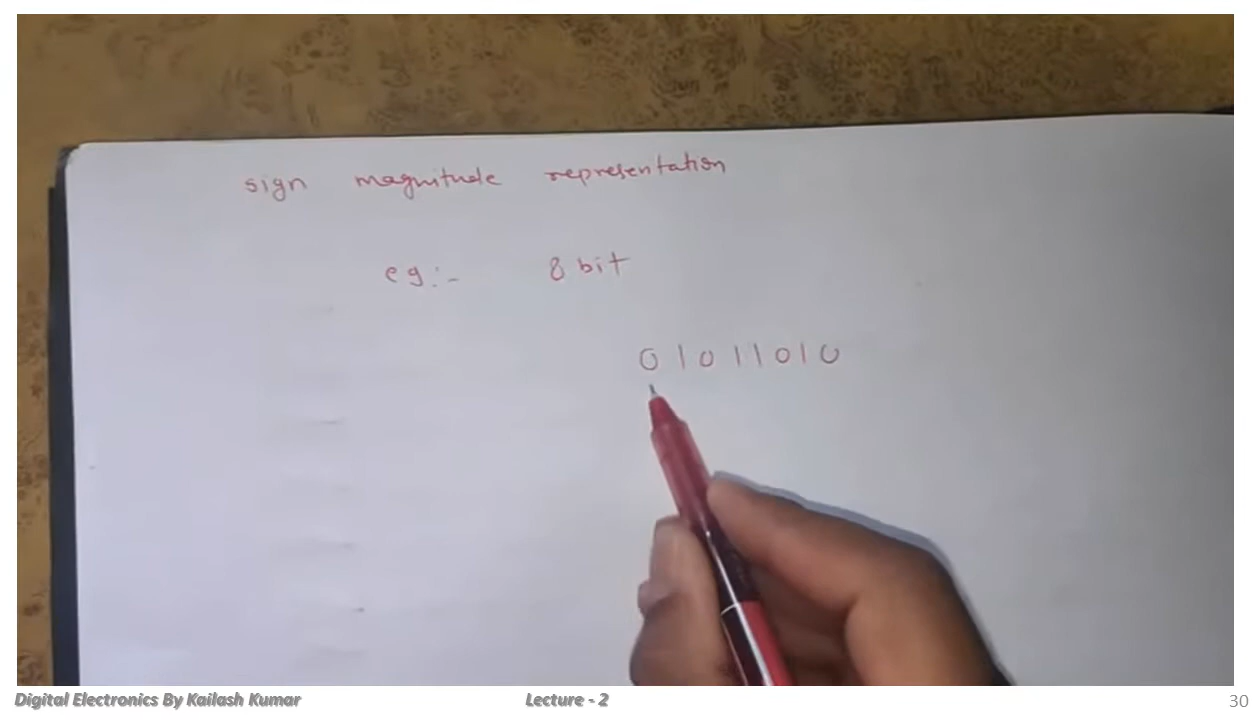 sign magnitude representation
eg:- 8 bit
01011010
Digital Electronics By Kailash Kumar Lecture - 2 30